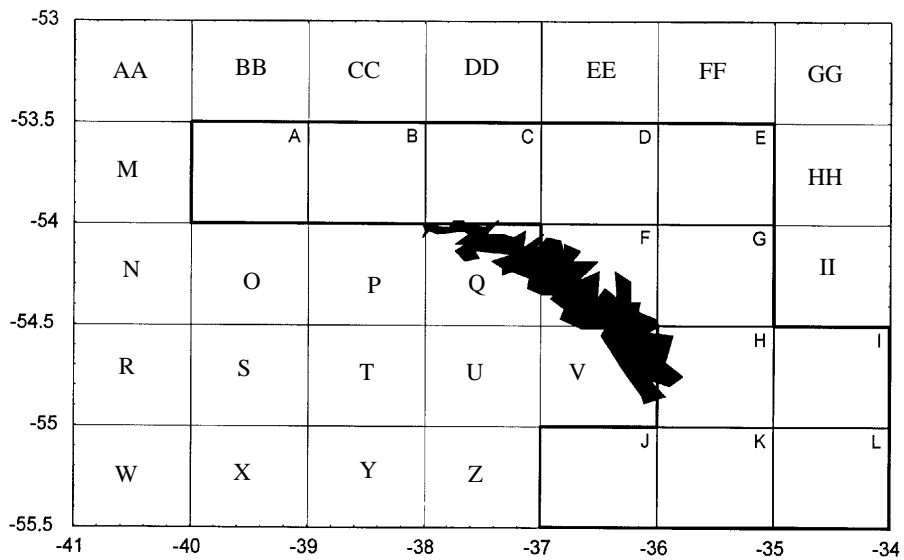 -53
AA BB CC DD EE FF GG
-53.5
A B C D E
M HH
-54
F G
N O P Q II
-54.5
H I
R S T U V
-55
J K L
W X Y Z
-55.5
-41 -40 -39 -38 -37 -36 -35 -34